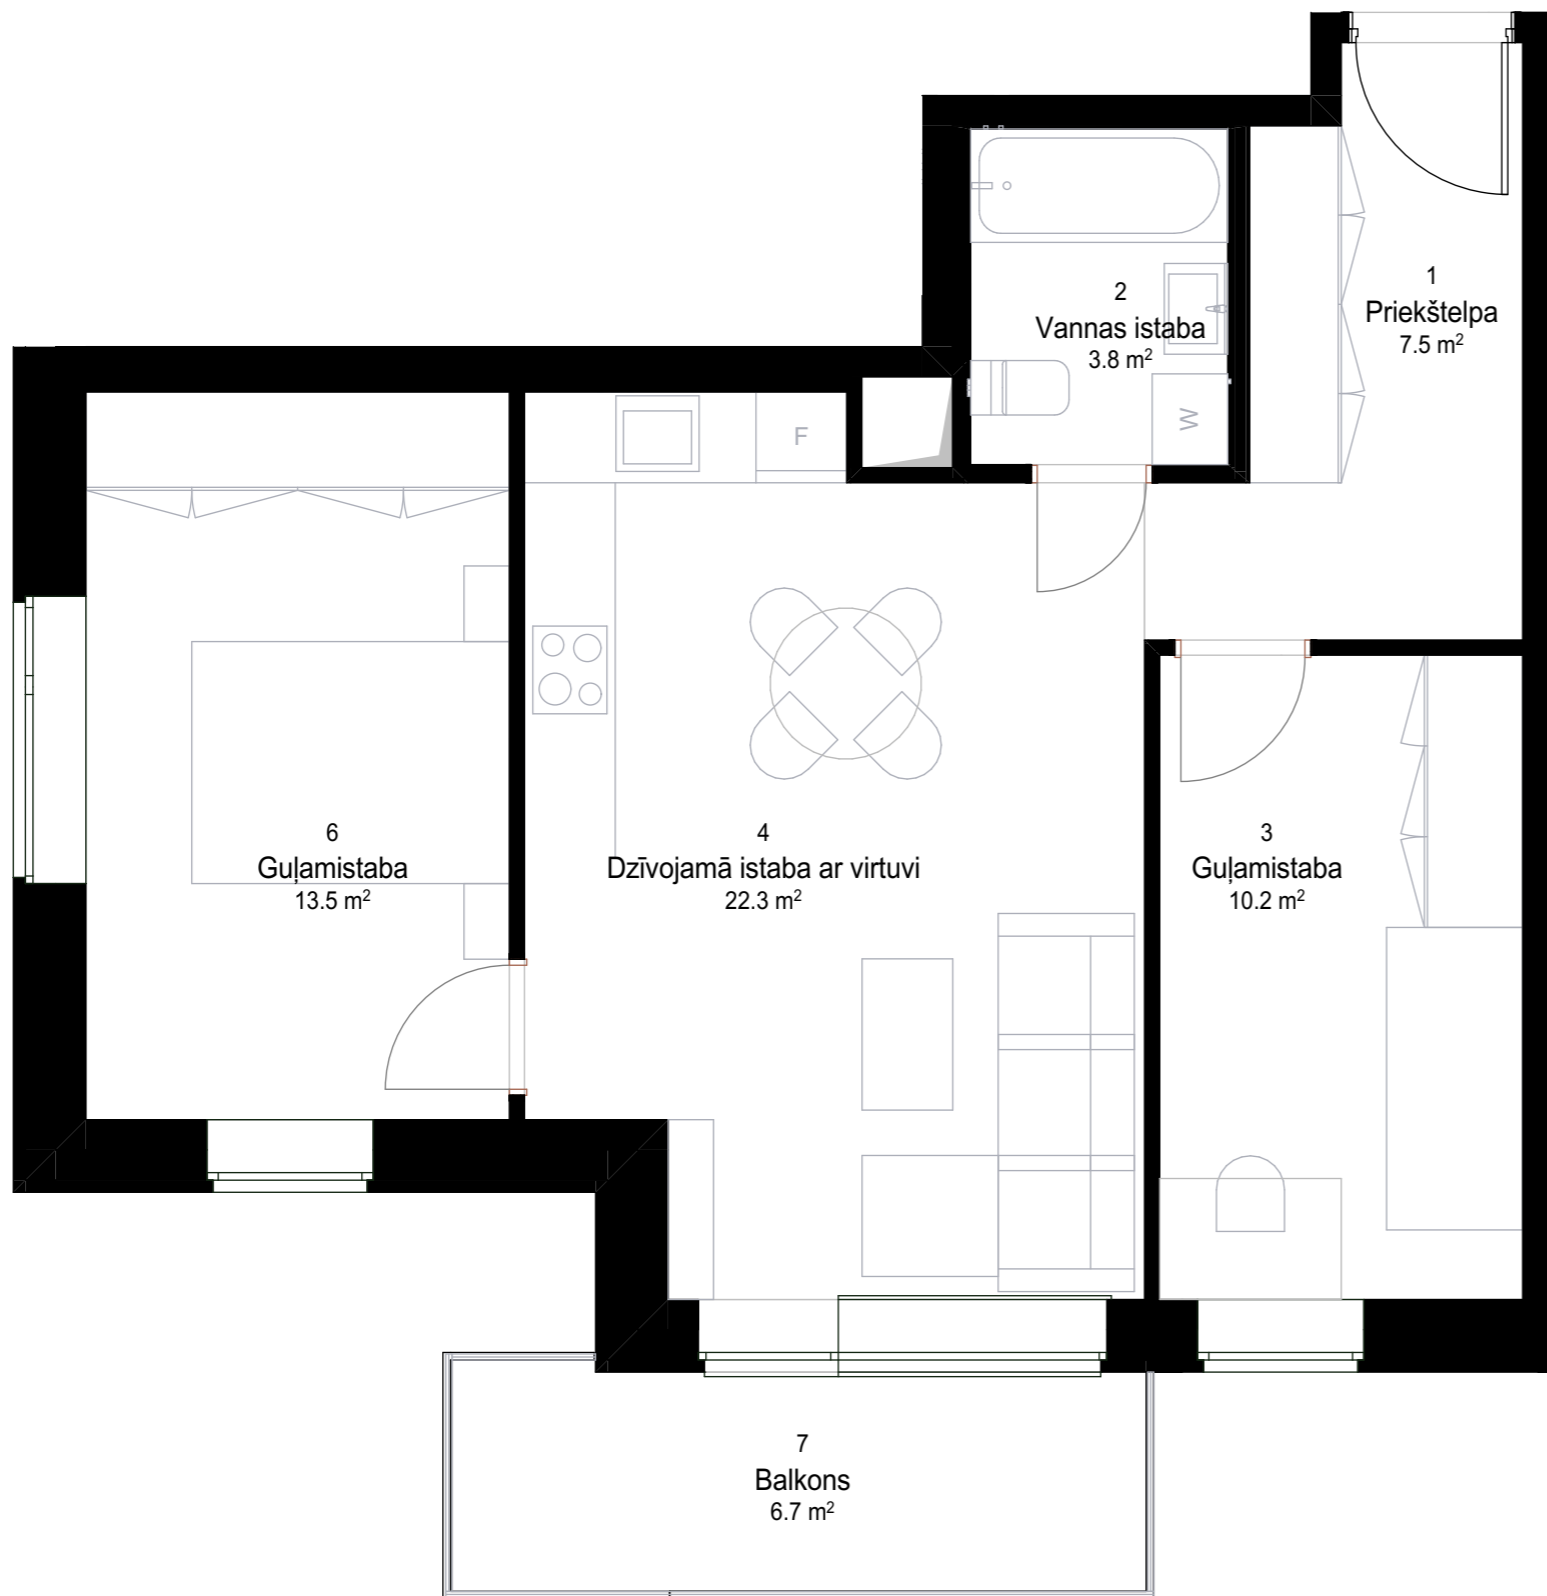 1
Priekštelpa
7.5 m²
2
Vannas istaba
3.8 m²
W
F
6
Guļamistaba
13.5 m²
4
Dzīvojamā istaba ar virtuvi
22.3 m²
3
Guļamistaba
10.2 m²
7
Balkons
6.7 m²